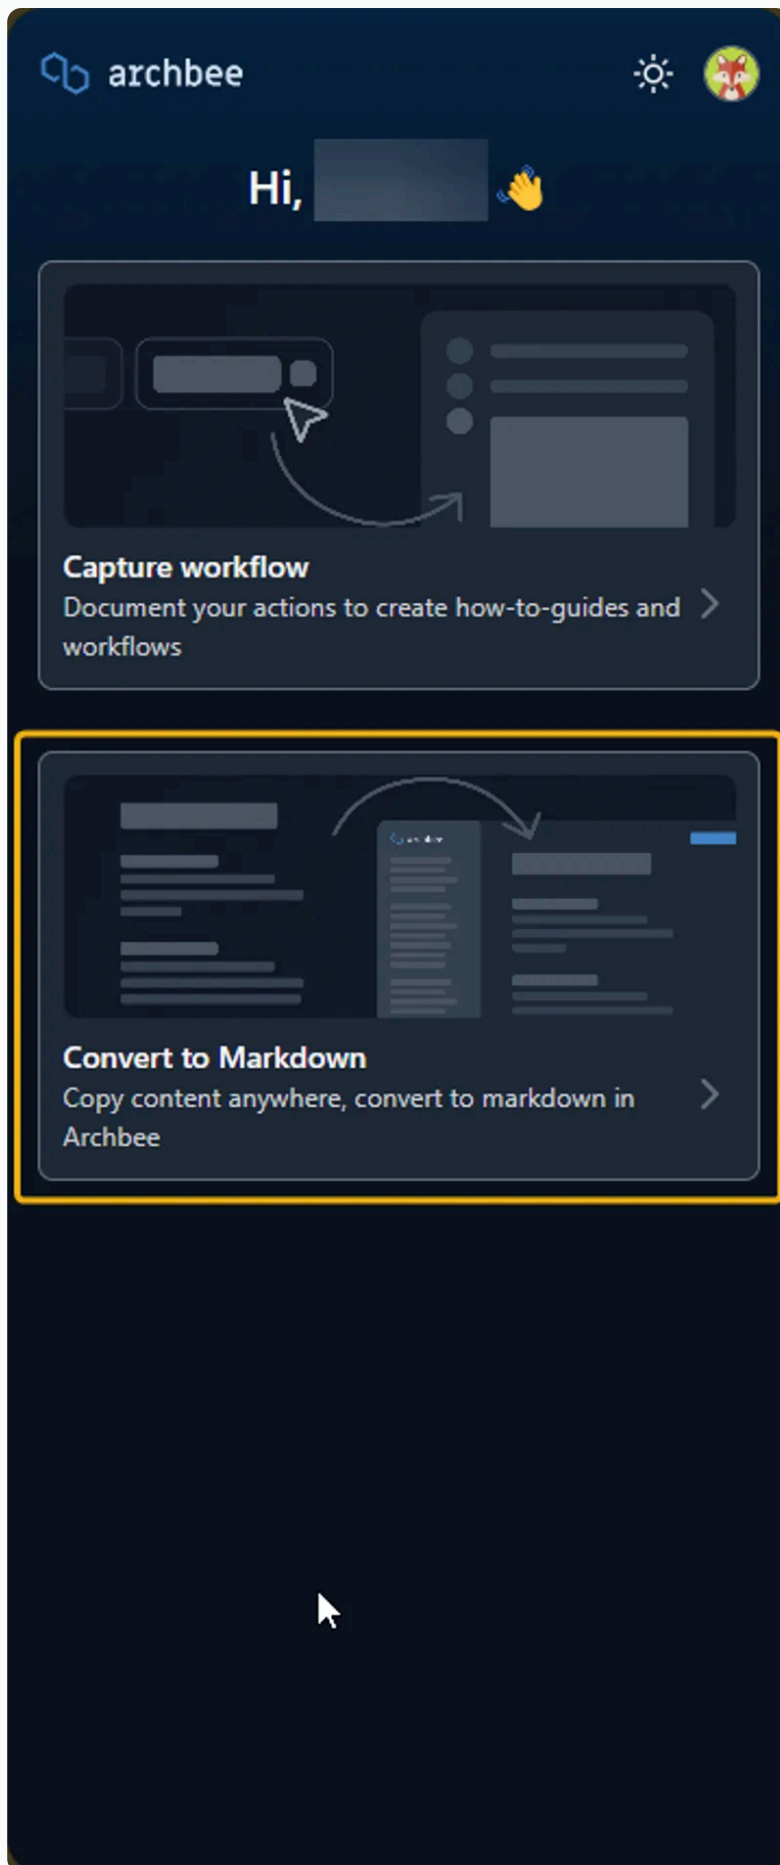 archbee
Hi,
Capture workflow
Document your actions to create how-to-guides and
workflows
archbee
Convert to Markdown
Copy content anywhere, convert to markdown in
Archbee